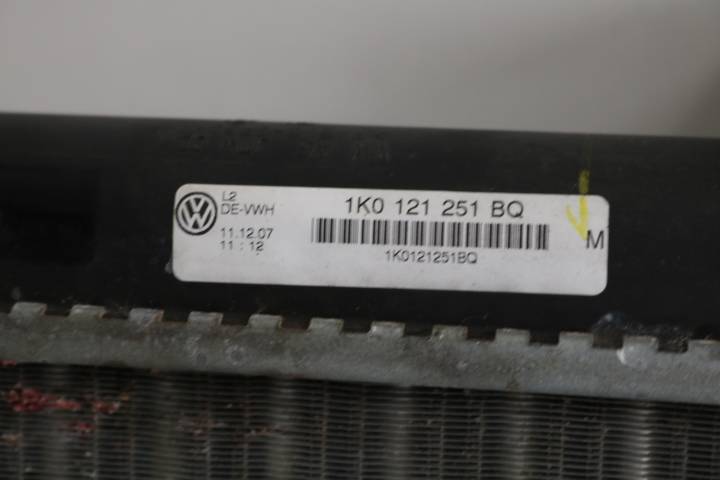 L2
DE-VWH
1K0 121 251 BQ
11.12.07
11 : 12
M
1K0121251BQ